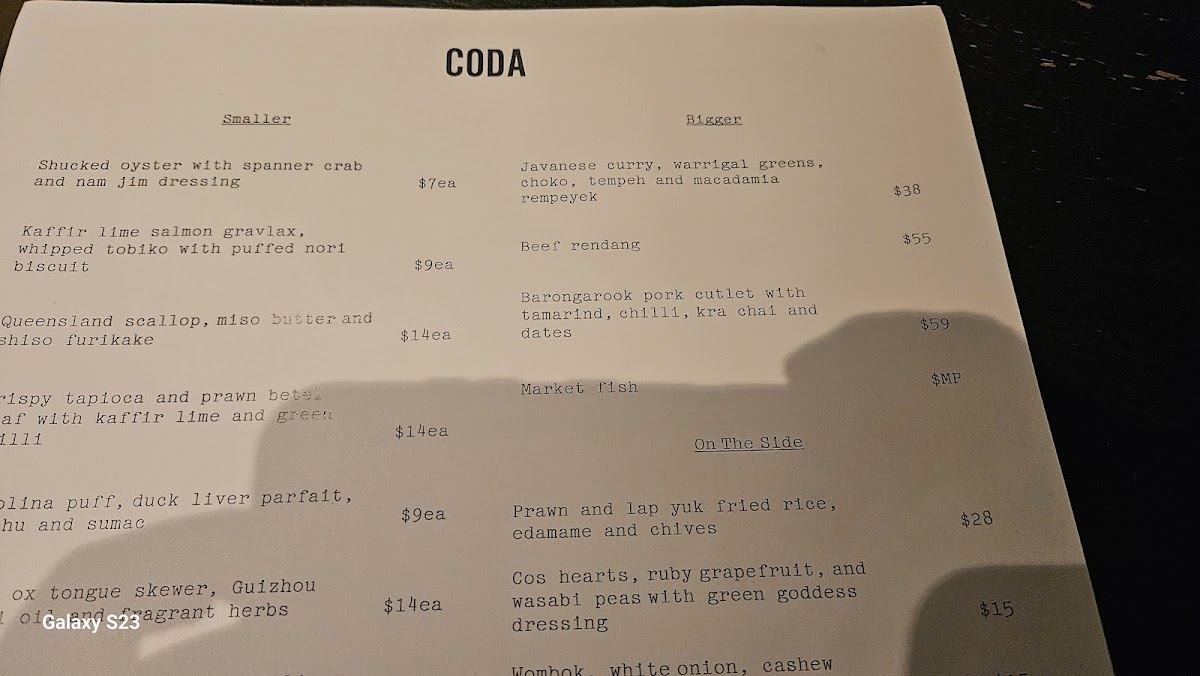 CODA
Smaller
Shucked oyster with spanner crab
and nam jim dressing
$7ea
Kaffir lime salmon gravlax,
whipped tobiko with puffed nori
biscuit
$9ea
Queensland scallop, miso butter and
shiso furikake
$14ea
rispy tapioca and prawn betel
af with kaffir lime and green
illi
$14ea
olina puff, duck liver parfait,
hu and sumac
$9ea
ox tongue skewer, Guizhou
oil and fragrant herbs
$14ea
Bigger
Javanese curry, warrigal greens,
choko, tempeh and macadamia
rempeyek
$38
Beef rendang
$55
Barongarook pork cutlet with
tamarind, chilli, kra chai and
dates
$59
Market fish
$MP
On The Side
Prawn and lap yuk fried rice,
edamame and chives
$28
Cos hearts, ruby grapefruit, and
wasabi peas with green goddess
dressing
$15
Wombok, white onion, cashew
Galaxy S23